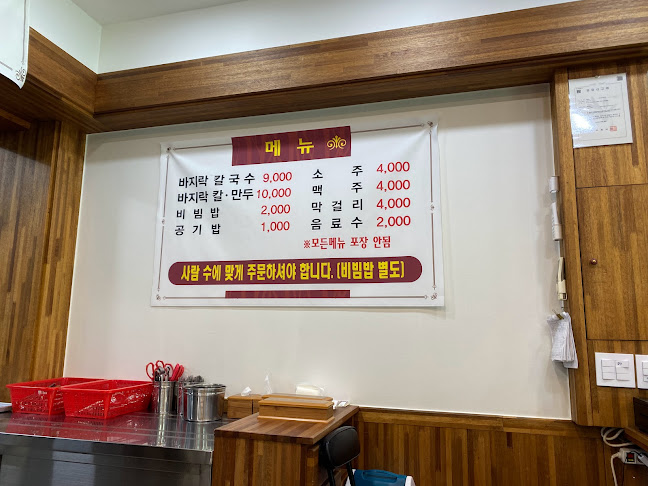 메 뉴
바지락 칼국수 9,000
바지락 칼·만두 10,000
비 빔 밥 2,000
공 기 밥 1,000
소 주 4,000
맥 주 4,000
막 걸 리 4,000
음 료 수 2,000
※모든메뉴 포장 안됨
사람 수에 맞게 주문하셔야 합니다. (비빔밥 별도)